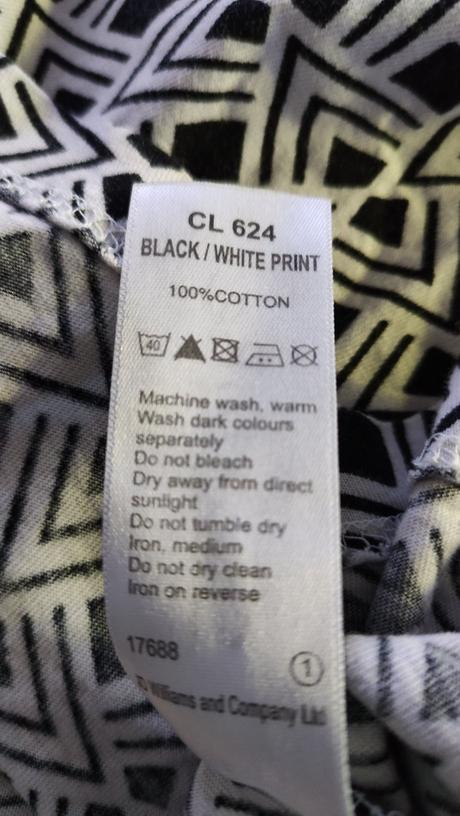 CL 624
BLACK / WHITE PRINT
100%COTTON
40
Machine wash, warm
Wash dark colours
separately
Do not bleach
Dry away from direct
sunlight
Do not tumble dry
Iron, medium
Do not dry clean
Iron on reverse
17688
1
D Williams and Company Ltd